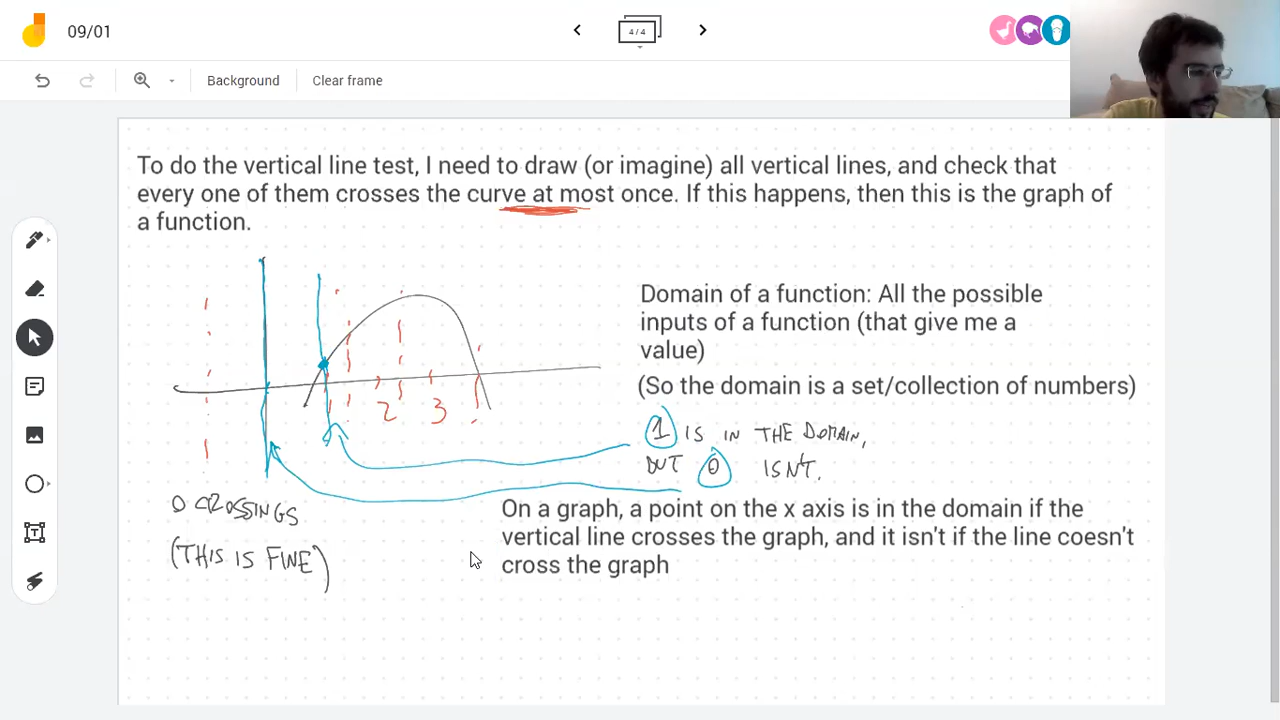 09/01
4/4
Background
Clear frame
To do the vertical line test, I need to draw (or imagine) all vertical lines, and check that
every one of them crosses the curve at most once. If this happens, then this is the graph of
a function.
Domain of a function: All the possible
inputs of a function (that give me a
value)
(So the domain is a set/collection of numbers)
2 3
1 IS IN THE DOMAIN,
BUT 0 ISN'T.
0 CROSSINGS
(THIS IS FINE)
On a graph, a point on the x axis is in the domain if the
vertical line crosses the graph, and it isn't if the line coesn't
cross the graph